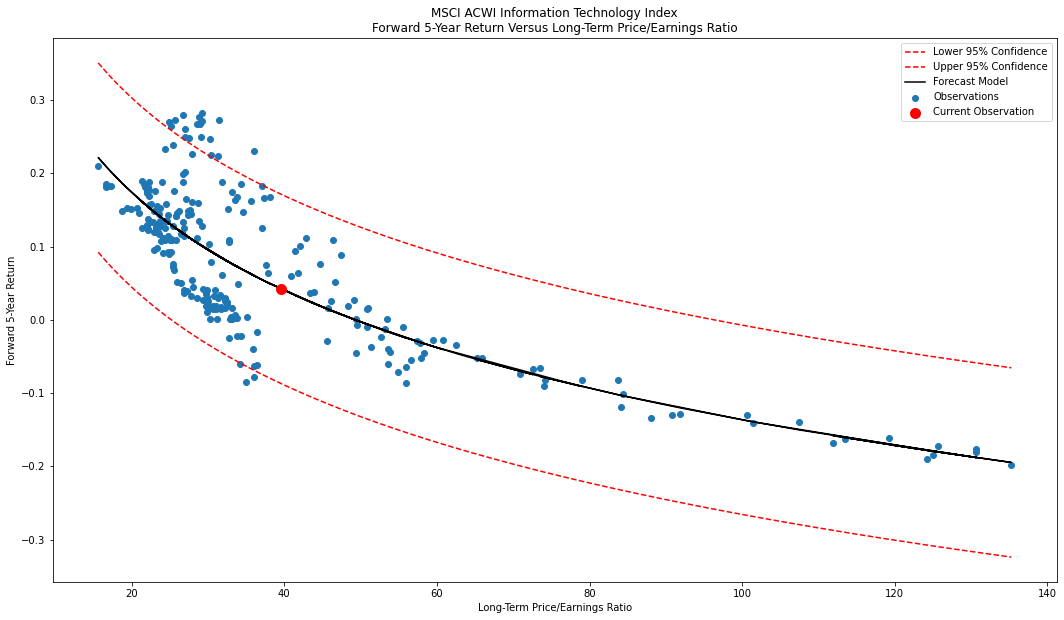 MSCI ACWI Information Technology Index
Forward 5-Year Return Versus Long-Term Price/Earnings Ratio
Lower 95% Confidence
Upper 95% Confidence
Forecast Model
Observations
Current Observation
Forward 5-Year Return
0.3
0.2
0.1
0.0
−0.1
−0.2
−0.3
20
40
60
80
100
120
140
Long-Term Price/Earnings Ratio